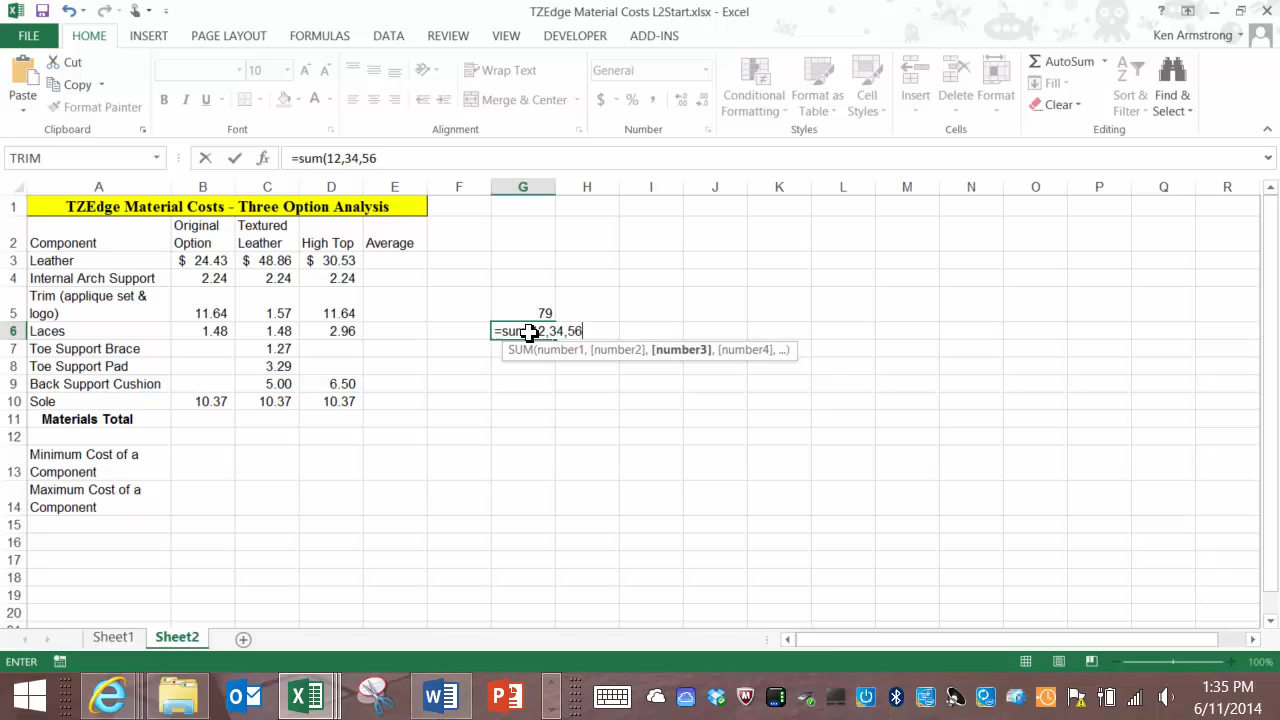 TZEdge Material Costs L2Start.xlsx - Excel
FILE HOME INSERT PAGE LAYOUT FORMULAS DATA REVIEW VIEW DEVELOPER ADD-INS Ken Armstrong
Paste Cut Copy Format Painter
10 Wrap Text Merge & Center
General
Conditional Formatting Format as Table Cell Styles
Insert Delete Format
AutoSum Fill Clear Sort & Filter Find & Select
Clipboard Font Alignment Number Styles Cells Editing
TRIM =sum(12,34,56
A B C D E F G H I J K L M N O P Q R
1 TZEdge Material Costs - Three Option Analysis
2 Component Original Option Textured Leather High Top Average
3 Leather $ 24.43 $ 48.86 $ 30.53
4 Internal Arch Support 2.24 2.24 2.24
5 Trim (applique set & logo) 11.64 1.57 11.64 79
6 Laces 1.48 1.48 2.96 =sum 2,34,56
SUM(number1, [number2], [number3], [number4], ...)
7 Toe Support Brace 1.27
8 Toe Support Pad 3.29
9 Back Support Cushion 5.00 6.50
10 Sole 10.37 10.37 10.37
11 Materials Total
12
13 Minimum Cost of a Component
14 Maximum Cost of a Component
15
16
17
18
19
20
Sheet1 Sheet2
ENTER 100%
1:35 PM
6/11/2014